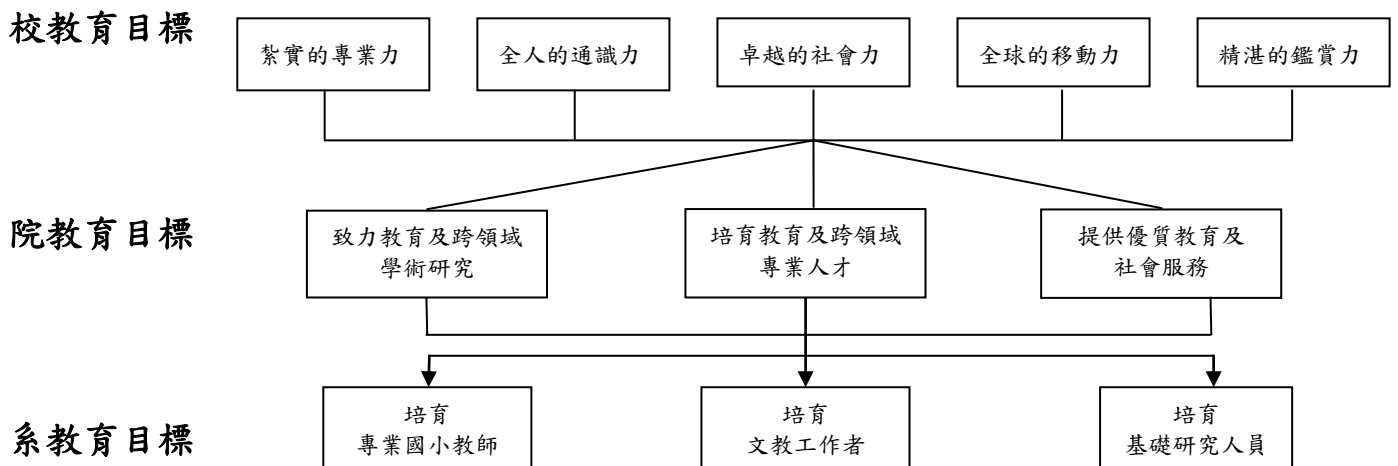 校教育目標
紮實的專業力
全人的通識力
卓越的社會力
全球的移動力
精湛的鑑賞力
院教育目標
致力教育及跨領域
學術研究
培育教育及跨領域
專業人才
提供優質教育及
社會服務
系教育目標
培育
專業國小教師
培育
文教工作者
培育
基礎研究人員